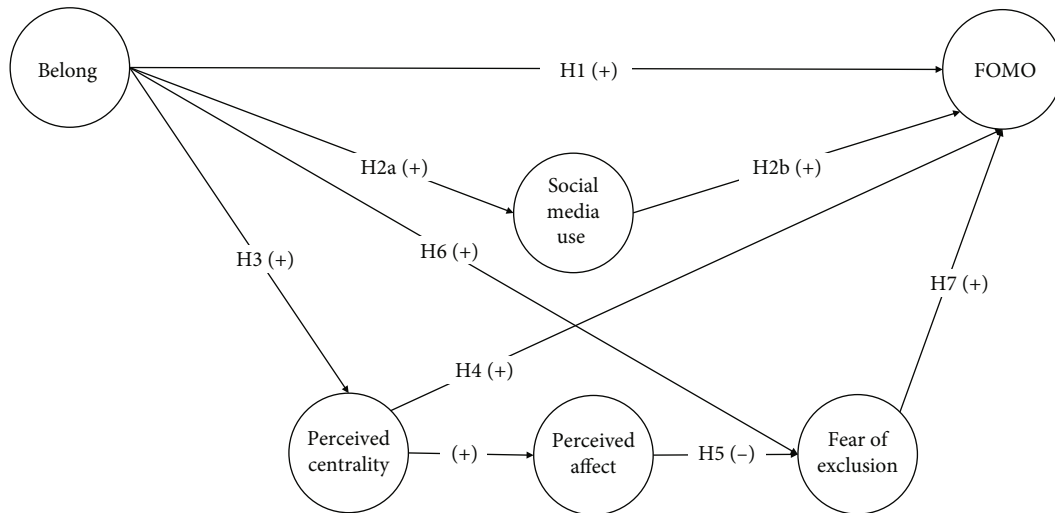 Belong
H1 (+)
FOMO
H2a (+)
H2b (+)
Social
media
use
H3 (+)
H6 (+)
H7 (+)
H4 (+)
Perceived
centrality
(+)
Perceived
affect
H5 (–)
Fear of
exclusion